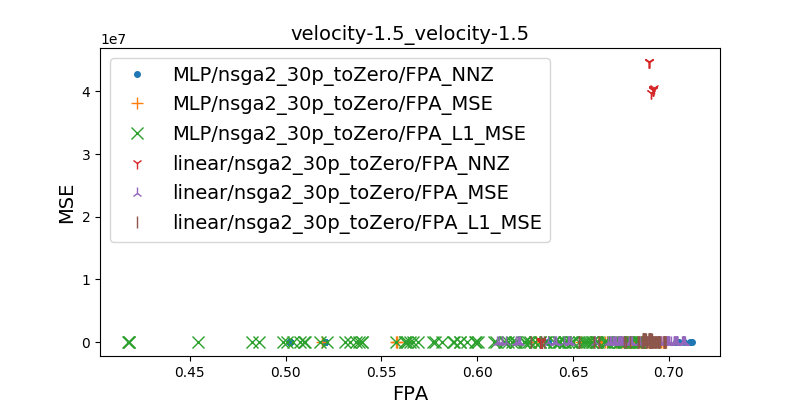 velocity-1.5_velocity-1.5
1e7
MLP/nsga2_30p_toZero/FPA_NNZ
MLP/nsga2_30p_toZero/FPA_MSE
MLP/nsga2_30p_toZero/FPA_L1_MSE
linear/nsga2_30p_toZero/FPA_NNZ
linear/nsga2_30p_toZero/FPA_MSE
linear/nsga2_30p_toZero/FPA_L1_MSE
4
3
2
1
0
MSE
0.45
0.50
0.55
0.60
0.65
0.70
FPA